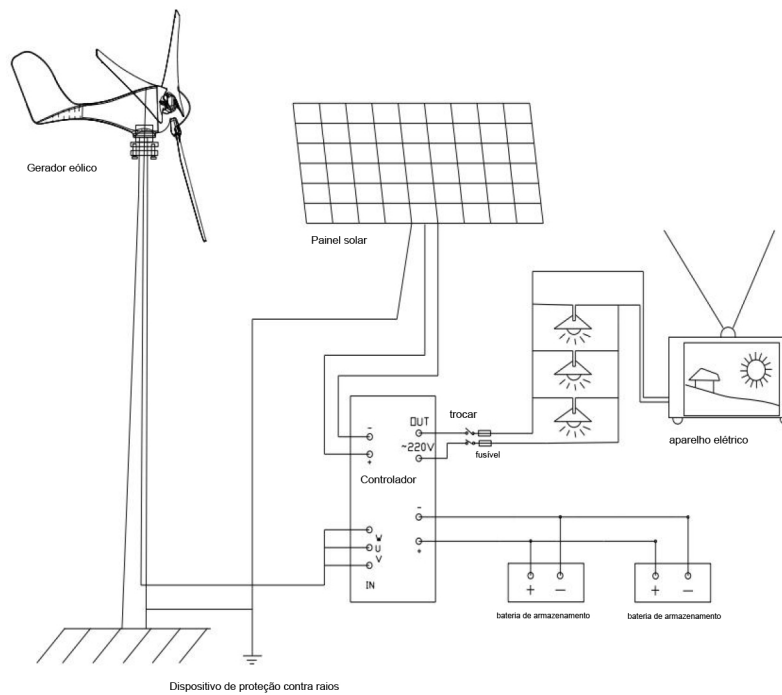 Gerador eólico
Painel solar
trocar
OUT
~220V
fusível
aparelho elétrico
-
+
Controlador
W
U
V
IN
-
+
+ -
+ -
bateria de armazenamento
bateria de armazenamento
Dispositivo de proteção contra raios